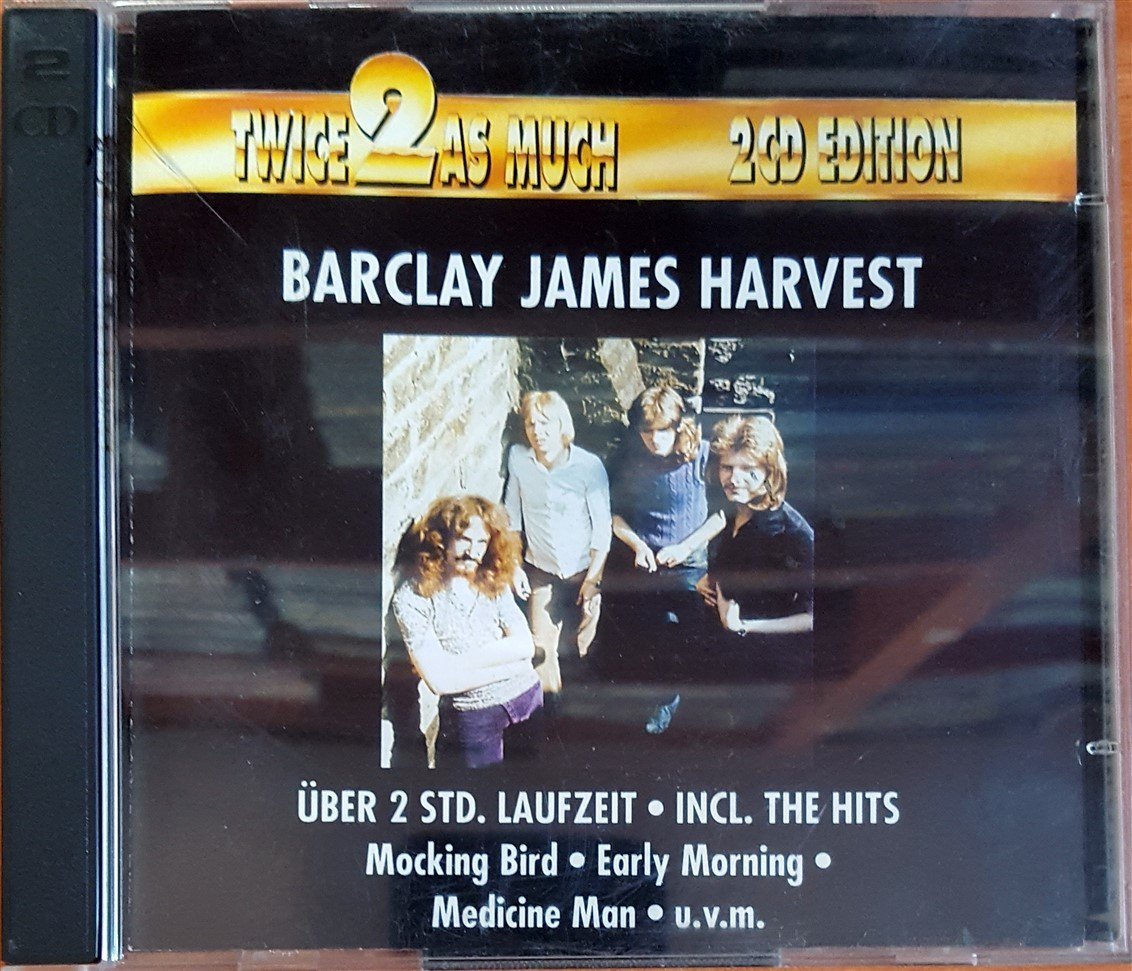 2
CD
TWICE 2 AS MUCH 2CD EDITION
BARCLAY JAMES HARVEST
ÜBER 2 STD. LAUFZEIT • INCL. THE HITS
Mocking Bird • Early Morning •
Medicine Man • u.v.m.